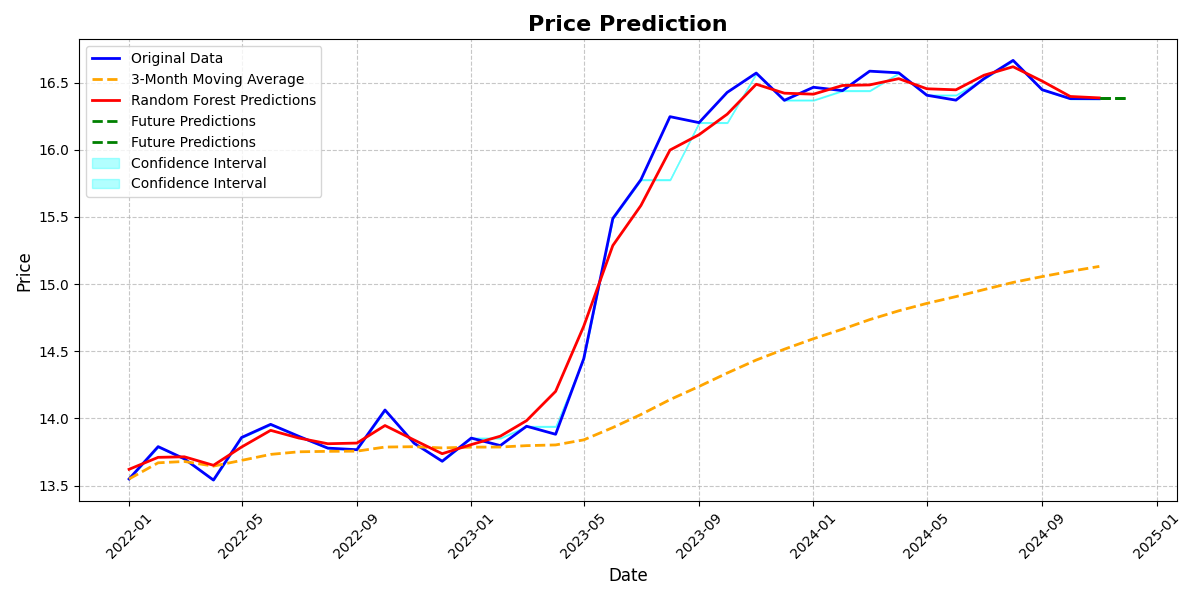 Price Prediction
Original Data
3-Month Moving Average
Random Forest Predictions
Future Predictions
Future Predictions
Confidence Interval
Confidence Interval
Price
16.5
16.0
15.5
15.0
14.5
14.0
13.5
2022-01
2022-05
2022-09
2023-01
2023-05
2023-09
2024-01
2024-05
2024-09
2025-01
Date